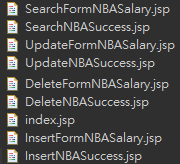 SearchFormNBASalary.jsp
SearchNBASuccess.jsp
UpdateFormNBASalary.jsp
UpdateNBASuccess.jsp
DeleteFormNBASalary.jsp
DeleteNBASuccess.jsp
index.jsp
InsertFormNBASalary.jsp
InsertNBASuccess.jsp